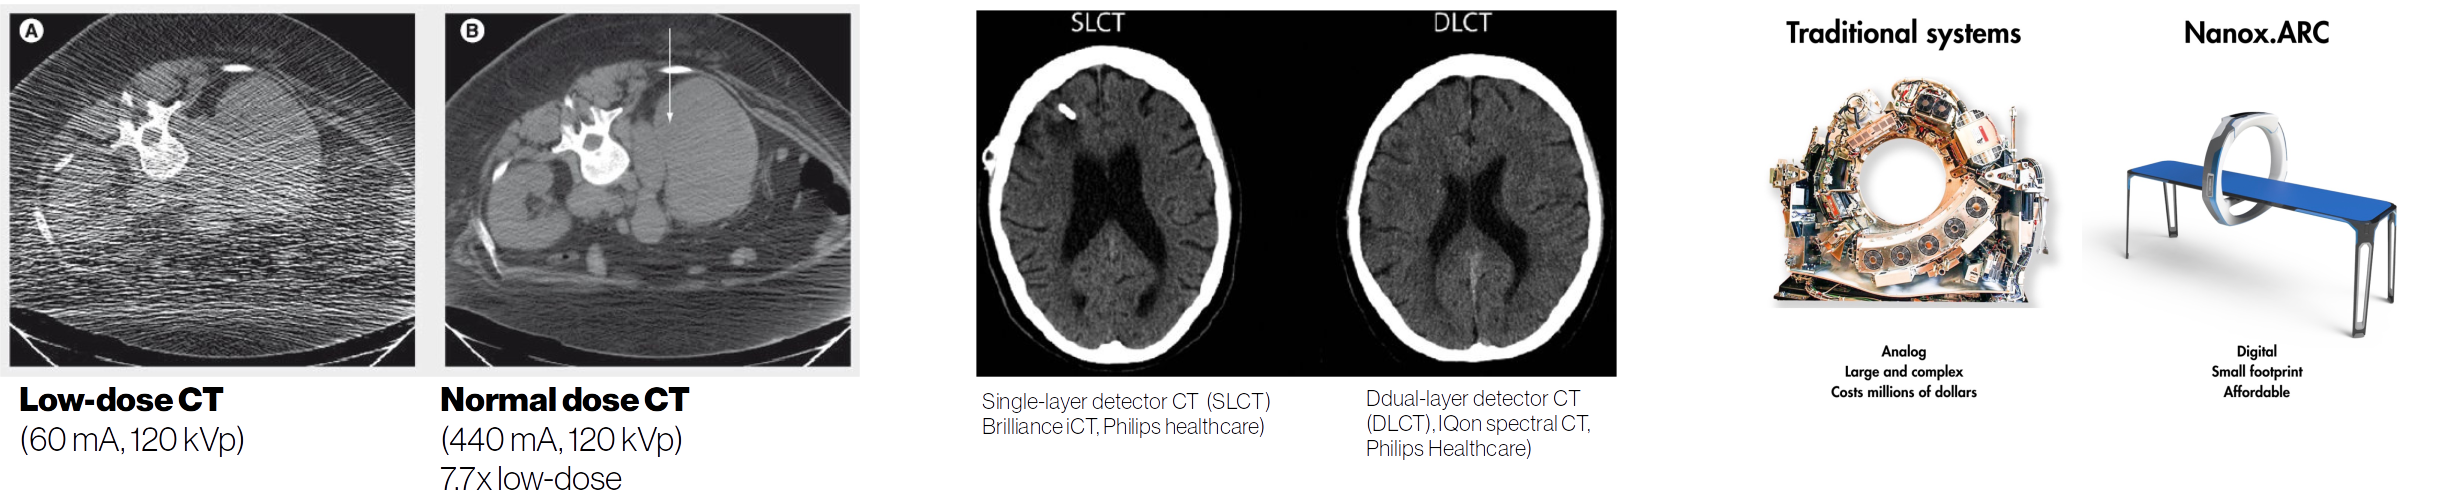 A
B
Low-dose CT
(60 mA, 120 kVp)
Normal dose CT
(440 mA, 120 kVp)
7.7x low-dose
SLCT
DLCT
Single-layer detector CT (SLCT)
Brilliance iCT, Philips healthcare)
Ddual-layer detector CT
(DLCT), IQon spectral CT,
Philips Healthcare)
Traditional systems
Analog
Large and complex
Costs millions of dollars
Nanox.ARC
Digital
Small footprint
Affordable